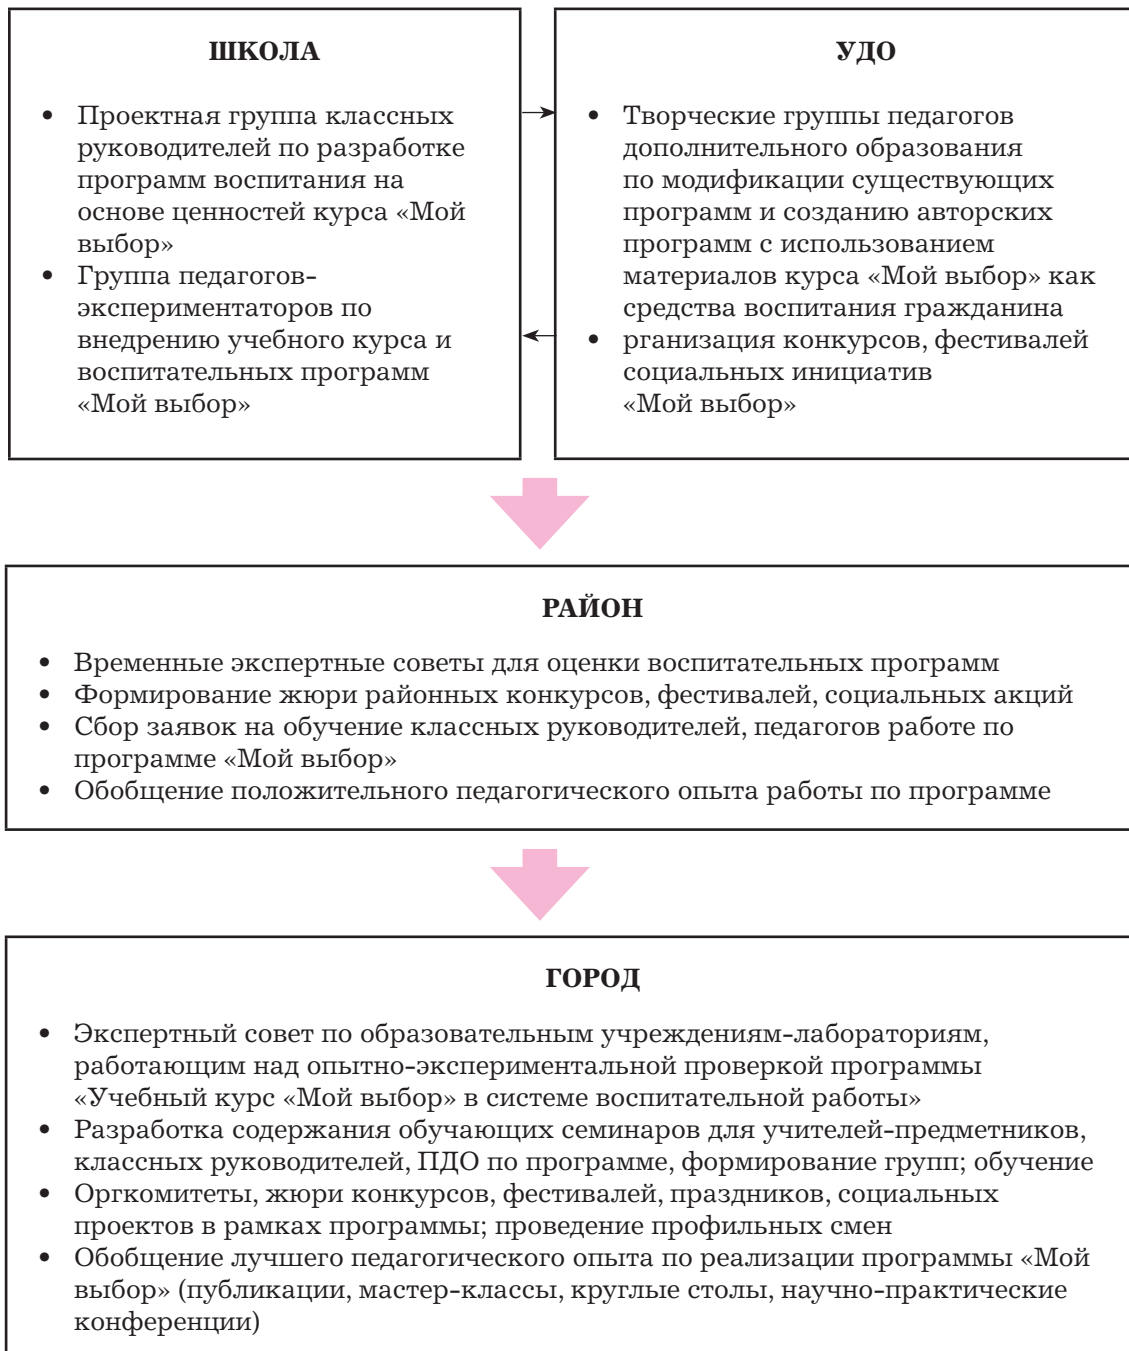 ШКОЛА
• Проектная группа классных
руководителей по разработке
программ воспитания на
основе ценностей курса «Мой
выбор»
• Группа педагогов-
экспериментаторов по
внедрению учебного курса и
воспитательных программ
«Мой выбор»
УДО
• Творческие группы педагогов
дополнительного образования
по модификации существующих
программ и созданию авторских
программ с использованием
материалов курса «Мой выбор» как
средства воспитания гражданина
• рганизация конкурсов, фестивалей
социальных инициатив
«Мой выбор»
РАЙОН
• Временные экспертные советы для оценки воспитательных программ
• Формирование жюри районных конкурсов, фестивалей, социальных акций
• Сбор заявок на обучение классных руководителей, педагогов работе по
программе «Мой выбор»
• Обобщение положительного педагогического опыта работы по программе
ГОРОД
• Экспертный совет по образовательным учреждениям-лабораториям,
работающим над опытно-экспериментальной проверкой программы
«Учебный курс «Мой выбор» в системе воспитательной работы»
• Разработка содержания обучающих семинаров для учителей-предметников,
классных руководителей, ПДО по программе, формирование групп; обучение
• Оргкомитеты, жюри конкурсов, фестивалей, праздников, социальных
проектов в рамках программы; проведение профильных смен
• Обобщение лучшего педагогического опыта по реализации программы «Мой
выбор» (публикации, мастер-классы, круглые столы, научно-практические
конференции)